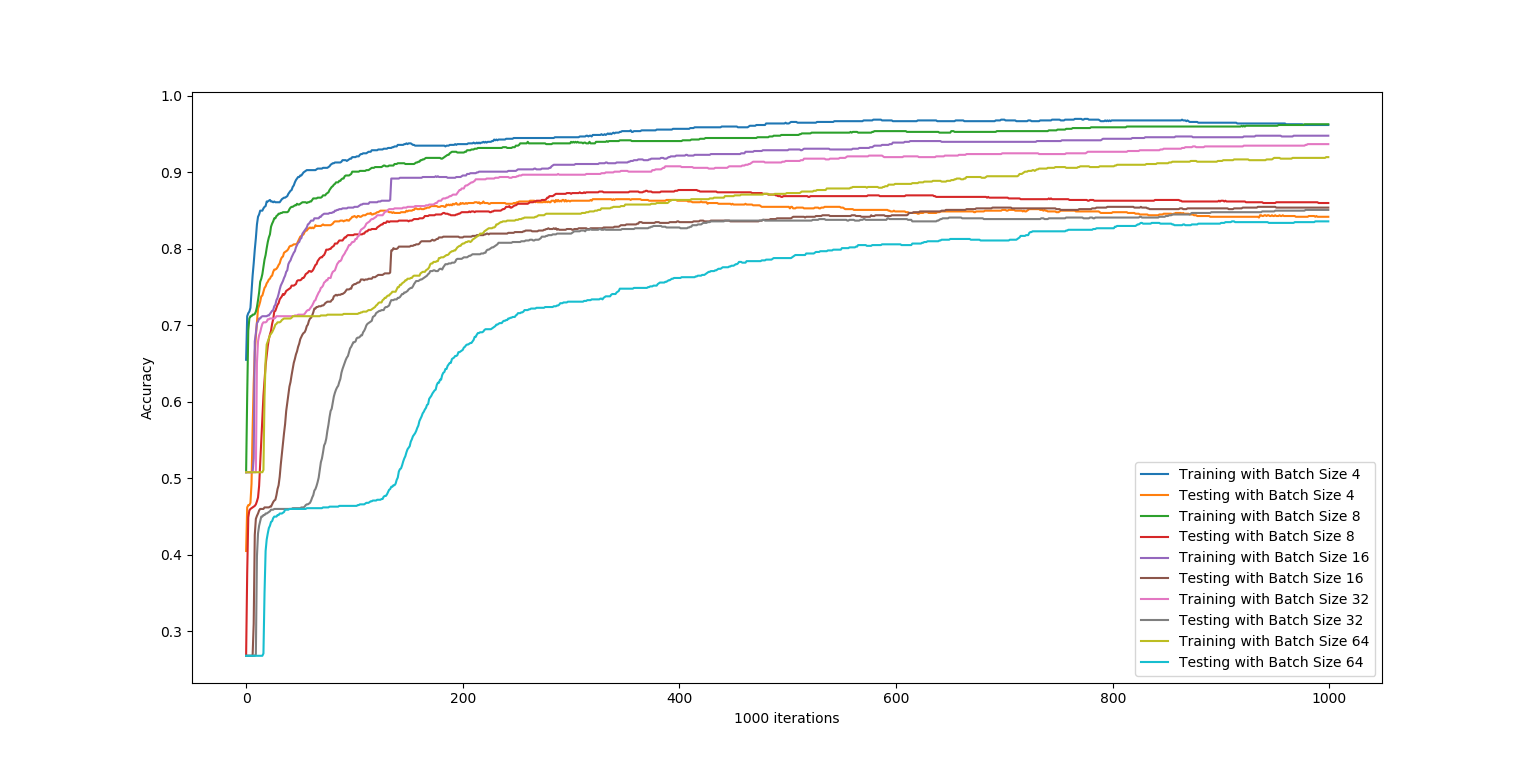 1.0
0.9
0.8
0.7
0.6
0.5
0.4
0.3
Accuracy
0
200
400
600
800
1000
1000 iterations
Training with Batch Size 4
Testing with Batch Size 4
Training with Batch Size 8
Testing with Batch Size 8
Training with Batch Size 16
Testing with Batch Size 16
Training with Batch Size 32
Testing with Batch Size 32
Training with Batch Size 64
Testing with Batch Size 64